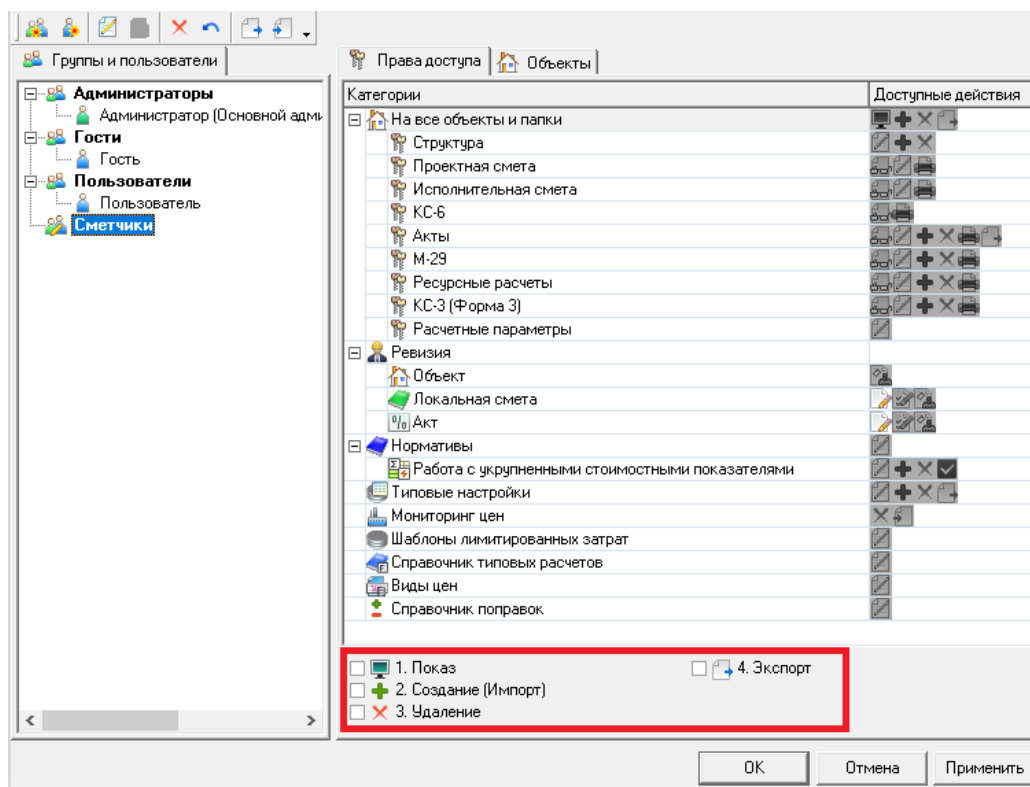 Группы и пользователи
Права доступа
Объекты
Администраторы
Администратор (Основной адми
Гости
Гость
Пользователи
Пользователь
Сметчики
Категории
Доступные действия
На все объекты и папки
Структура
Проектная смета
Исполнительная смета
КС-6
Акты
М-29
Ресурсные расчеты
КС-3 (Форма 3)
Расчетные параметры
Ревизия
Объект
Локальная смета
Акт
Нормативы
Работа с укрупненными стоимостными показателями
Типовые настройки
Мониторинг цен
Шаблоны лимитированных затрат
Справочник типовых расчетов
Виды цен
Справочник поправок
1. Показ
2. Создание (Импорт)
3. Удаление
4. Экспорт
ОК
Отмена
Применить